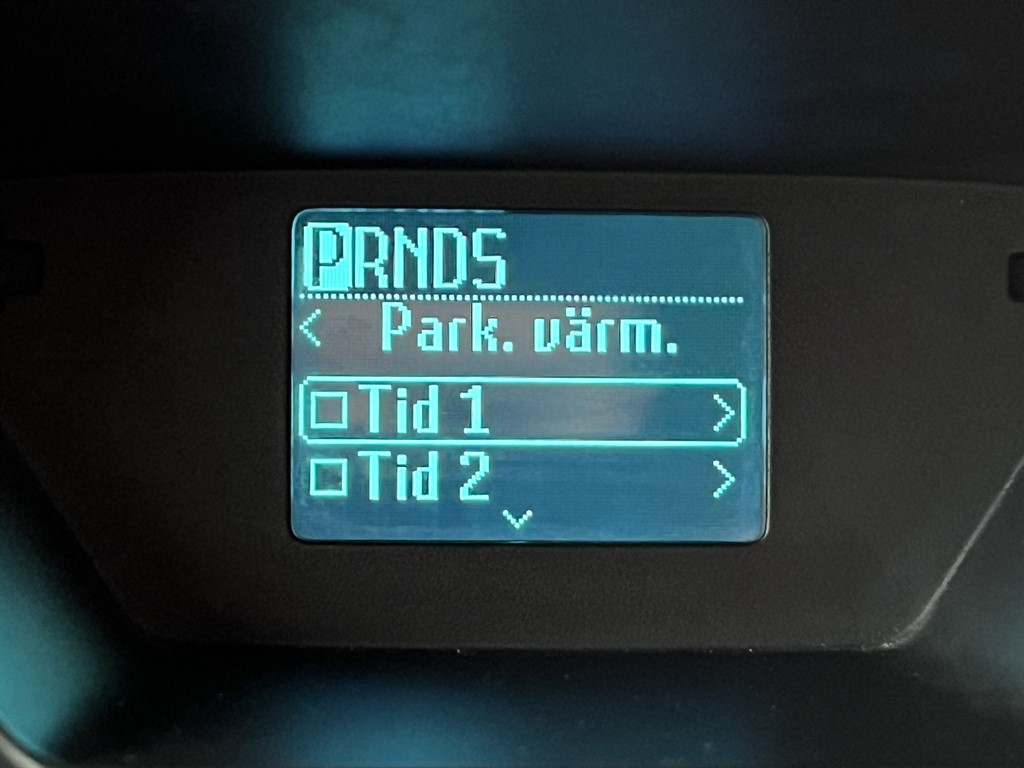 PRNDS
< Park. värm.
Tid 1 >
Tid 2 >